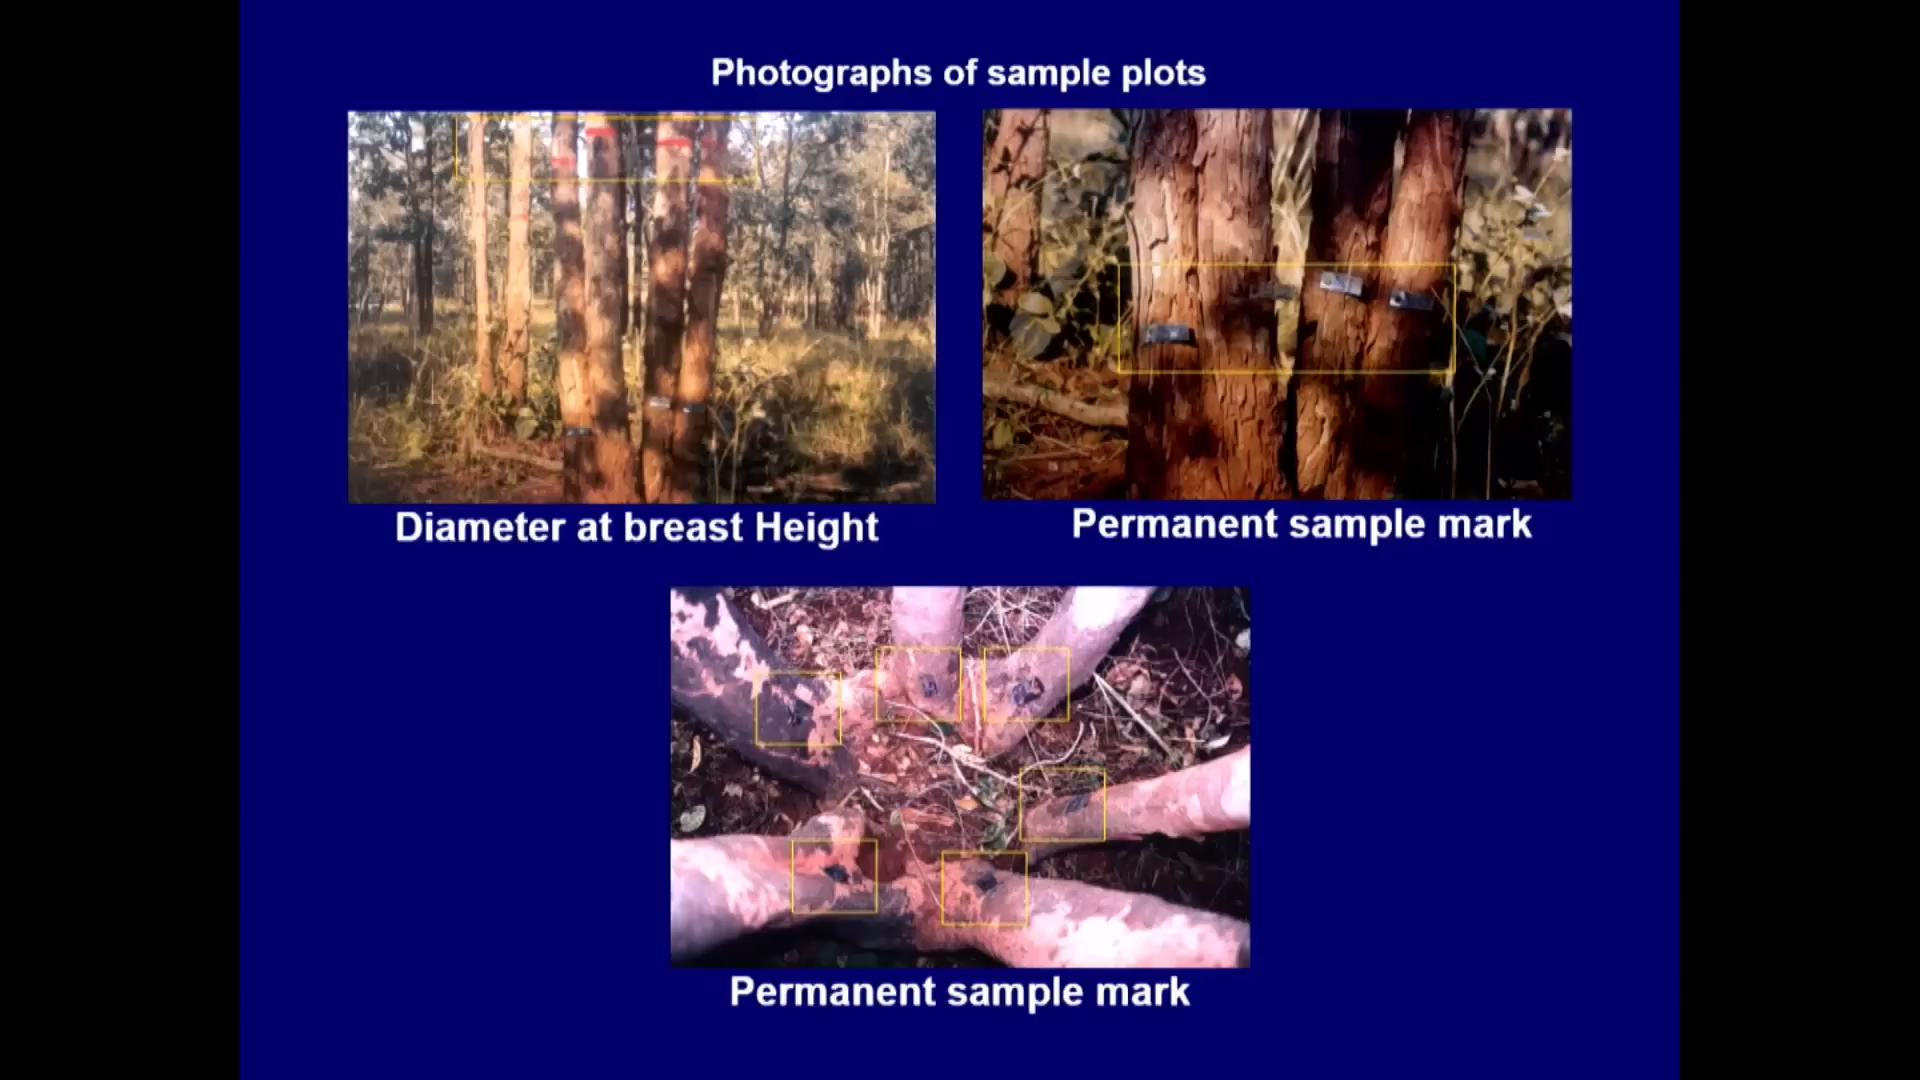 Photographs of sample plots
Diameter at breast Height
Permanent sample mark
Permanent sample mark